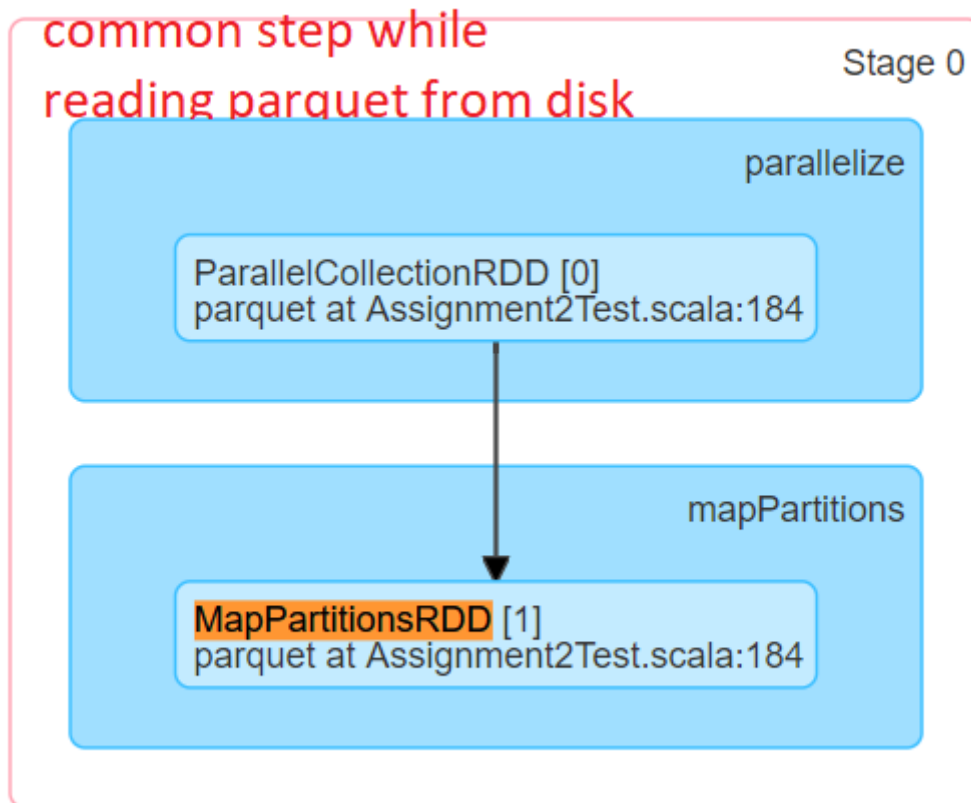 common step while
reading parquet from disk
Stage 0
parallelize
ParallelCollectionRDD [0]
parquet at Assignment2Test.scala:184
mapPartitions
MapPartitionsRDD [1]
parquet at Assignment2Test.scala:184